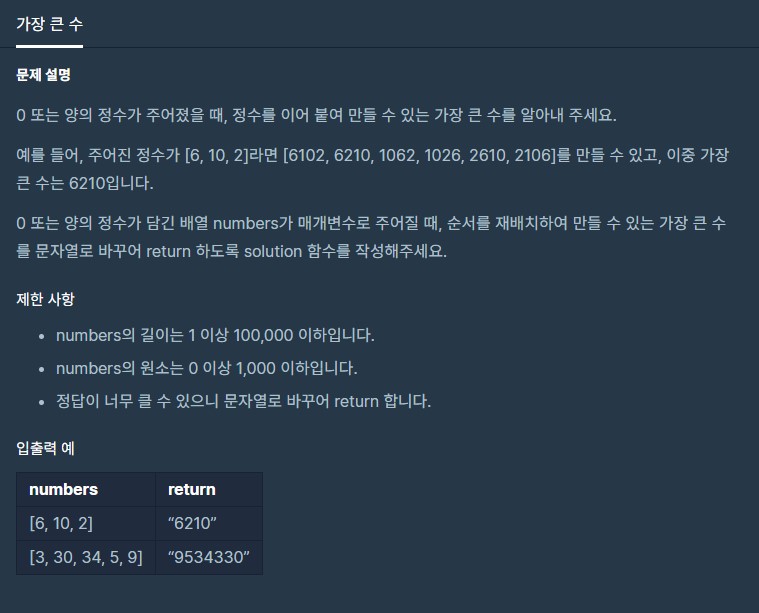 가장 큰 수
문제 설명
0 또는 양의 정수가 주어졌을 때, 정수를 이어 붙여 만들 수 있는 가장 큰 수를 알아내 주세요.
예를 들어, 주어진 정수가 [6, 10, 2]라면 [6102, 6210, 1062, 1026, 2610, 2106]를 만들 수 있고, 이중 가장
큰 수는 6210입니다.
0 또는 양의 정수가 담긴 배열 numbers가 매개변수로 주어질 때, 순서를 재배치하여 만들 수 있는 가장 큰 수
를 문자열로 바꾸어 return 하도록 solution 함수를 작성해주세요.
제한 사항
• numbers의 길이는 1 이상 100,000 이하입니다.
• numbers의 원소는 0 이상 1,000 이하입니다.
• 정답이 너무 클 수 있으니 문자열로 바꾸어 return 합니다.
입출력 예
numbers return
[6, 10, 2] “6210”
[3, 30, 34, 5, 9] “9534330”